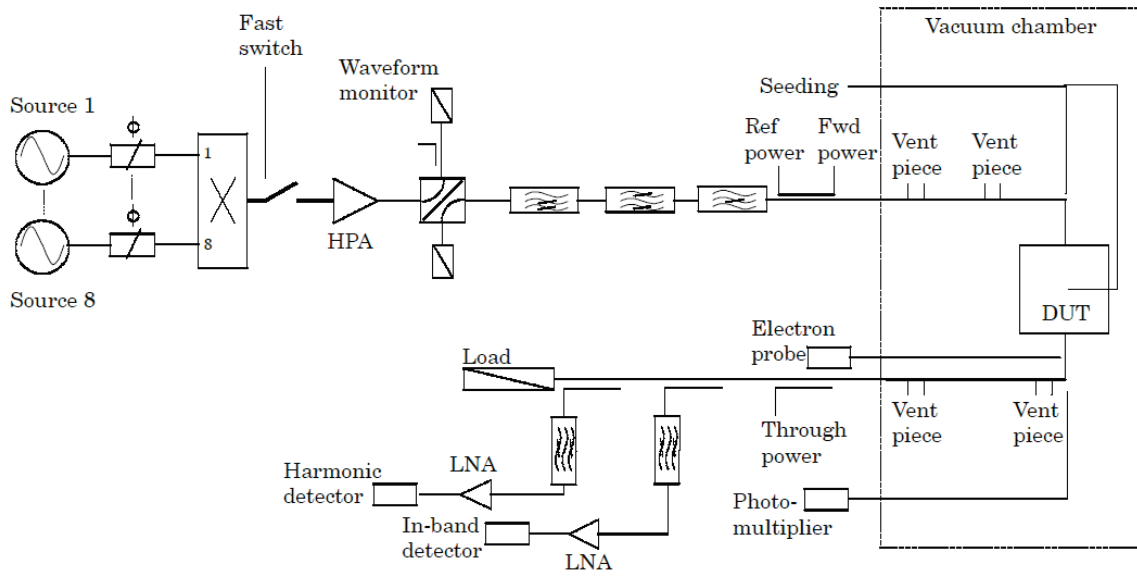 Fast
switch
Vacuum chamber
Waveform
monitor
Seeding
Source 1
Ref
power
Fwd
power
Vent
piece
Vent
piece
1
8
HPA
Source 8
DUT
Electron
probe
Load
Vent
piece
Vent
piece
Through
power
LNA
Harmonic
detector
Photo-
multiplier
In-band
detector
LNA